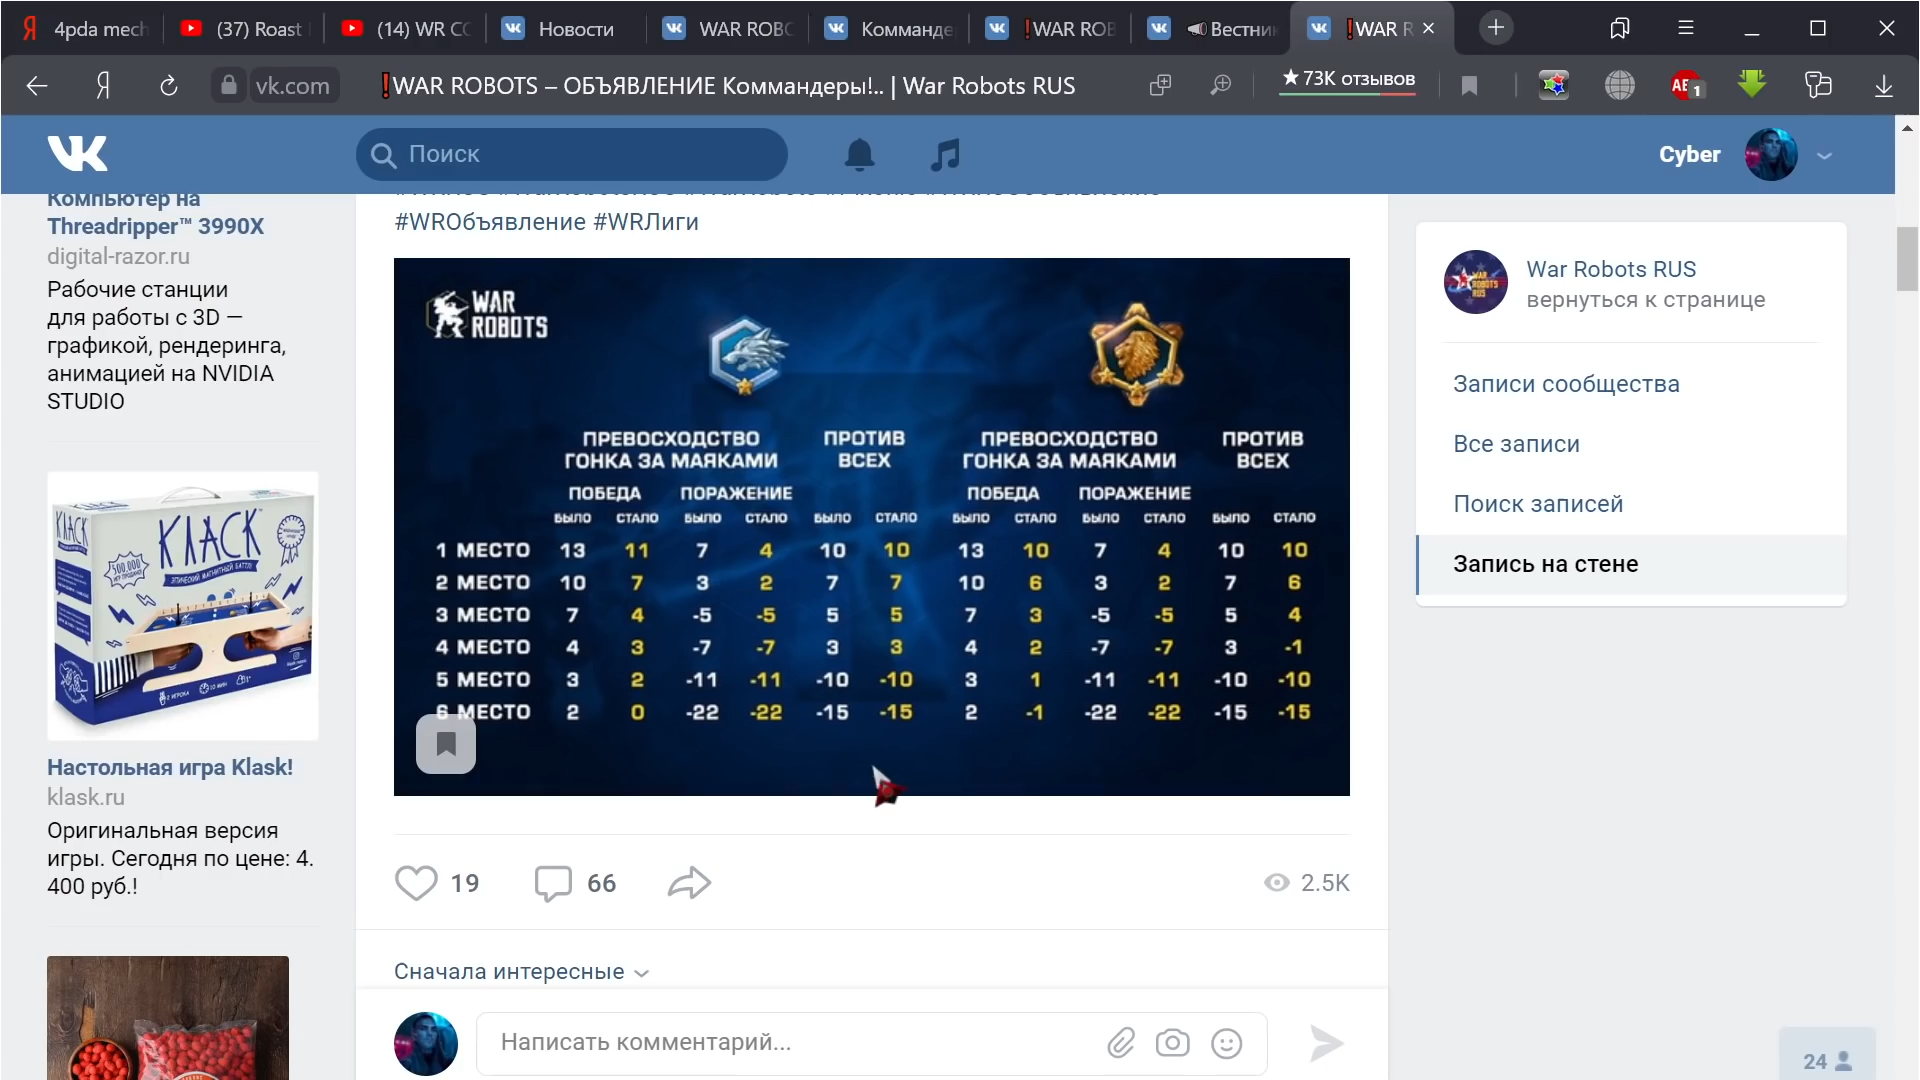 4pda mech
(37) Roast
(14) WR CC
Новости
WAR ROBO
Командe
❗WAR ROB
Вестни
❗WAR R
vk.com
❗WAR ROBOTS – ОБЪЯВЛЕНИЕ Коммандеры!.. | War Robots RUS
★ 73K отзывов
Поиск
Cyber
Компьютер на
Threadripper™ 3990X
digital-razor.ru
Рабочие станции
для работы с 3D —
графикой, рендеринга,
анимацией на NVIDIA
STUDIO
KLACK
ЭПИЧЕСКИЙ МАГНИТНЫЙ БАТТЛ
500,000
Настольная игра Klask!
klask.ru
Оригинальная версия
игры. Сегодня по цене: 4.
400 руб.!
#WRОбъявление #WRЛиги
WAR
ROBOTS
ПРЕВОСХОДСТВО ПРОТИВ ПРЕВОСХОДСТВО ПРОТИВ
ГОНКА ЗА МАЯКАМИ ВСЕХ ГОНКА ЗА МАЯКАМИ ВСЕХ
ПОБЕДА ПОРАЖЕНИЕ ПОБЕДА ПОРАЖЕНИЕ
БЫЛО СТАЛО БЫЛО СТАЛО БЫЛО СТАЛО БЫЛО СТАЛО БЫЛО СТАЛО БЫЛО СТАЛО
1 МЕСТО 13 11 7 4 10 10 13 10 7 4 10 10
2 МЕСТО 10 7 3 2 7 7 10 6 3 2 7 6
3 МЕСТО 7 4 -5 -5 5 5 7 3 -5 -5 5 4
4 МЕСТО 4 3 -7 -7 3 3 4 2 -7 -7 3 -1
5 МЕСТО 3 2 -11 -11 -10 -10 3 1 -11 -11 -10 -10
6 МЕСТО 2 0 -22 -22 -15 -15 2 -1 -22 -22 -15 -15
19
66
2.5K
Сначала интересные
Написать комментарий...
War Robots RUS
вернуться к странице
Записи сообщества
Все записи
Поиск записей
Запись на стене
24